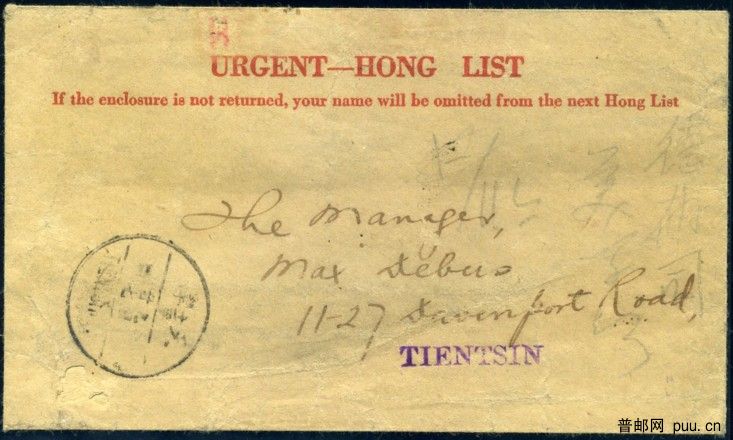 URGENT—HONG LIST
If the enclosure is not returned, your name will be omitted from the next Hong List
The Manager,
Max Debus
11-27 Davenport Road,
TIENTSIN
普邮网 puu.cn